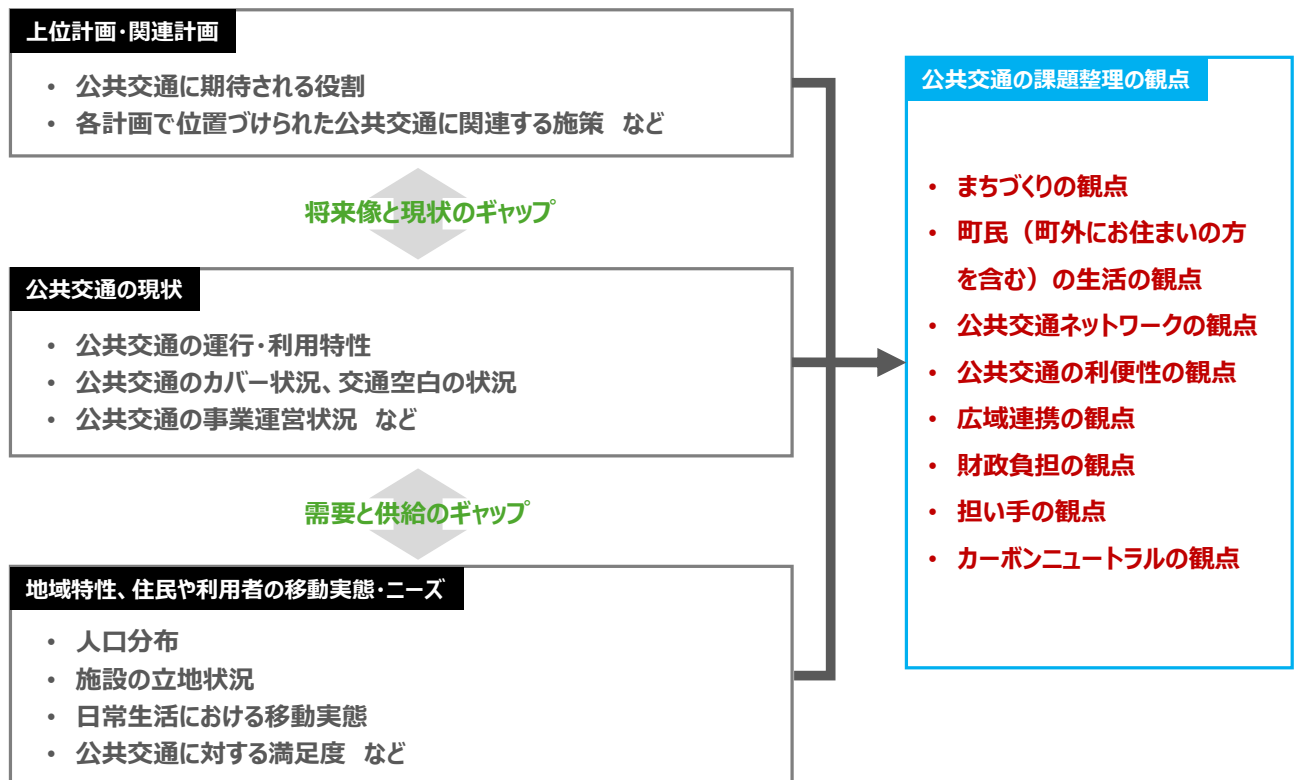 上位計画・関連計画
• 公共交通に期待される役割
• 各計画で位置づけられた公共交通に関連する施策 など
将来像と現状のギャップ
公共交通の現状
• 公共交通の運行・利用特性
• 公共交通のカバー状況、交通空白の状況
• 公共交通の事業運営状況 など
需要と供給のギャップ
地域特性、住民や利用者の移動実態・ニーズ
• 人口分布
• 施設の立地状況
• 日常生活における移動実態
• 公共交通に対する満足度 など
公共交通の課題整理の観点
• まちづくりの観点
• 町民（町外にお住まいの方
を含む）の生活の観点
• 公共交通ネットワークの観点
• 公共交通の利便性の観点
• 広域連携の観点
• 財政負担の観点
• 担い手の観点
• カーボンニュートラルの観点